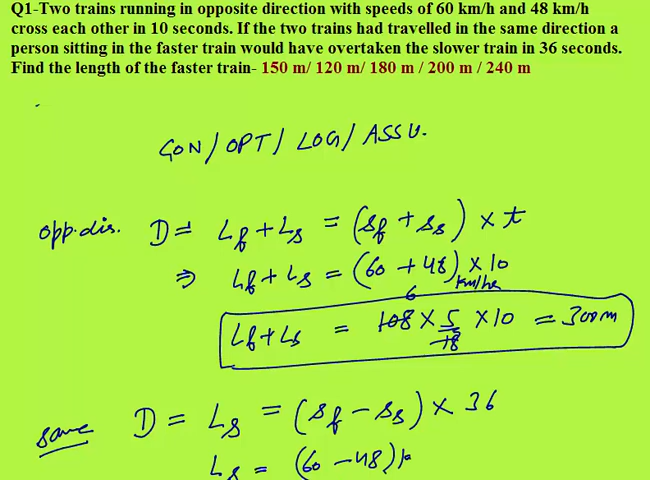 Q1-Two trains running in opposite direction with speeds of 60 km/h and 48 km/h
cross each other in 10 seconds. If the two trains had travelled in the same direction a
person sitting in the faster train would have overtaken the slower train in 36 seconds.
Find the length of the faster train- 150 m/ 120 m/ 180 m / 200 m / 240 m
CON / OPT / LOG / ASSU.
opp. dis. D = Lf + Ls = (sf + ss) × t
⇒ Lf + Ls = (60 + 48) km/hr × 10
Lf + Ls = 108 6 × 5/18 × 10 = 300m
same D = Ls = (sf - ss) × 36
Ls = (60 - 48)